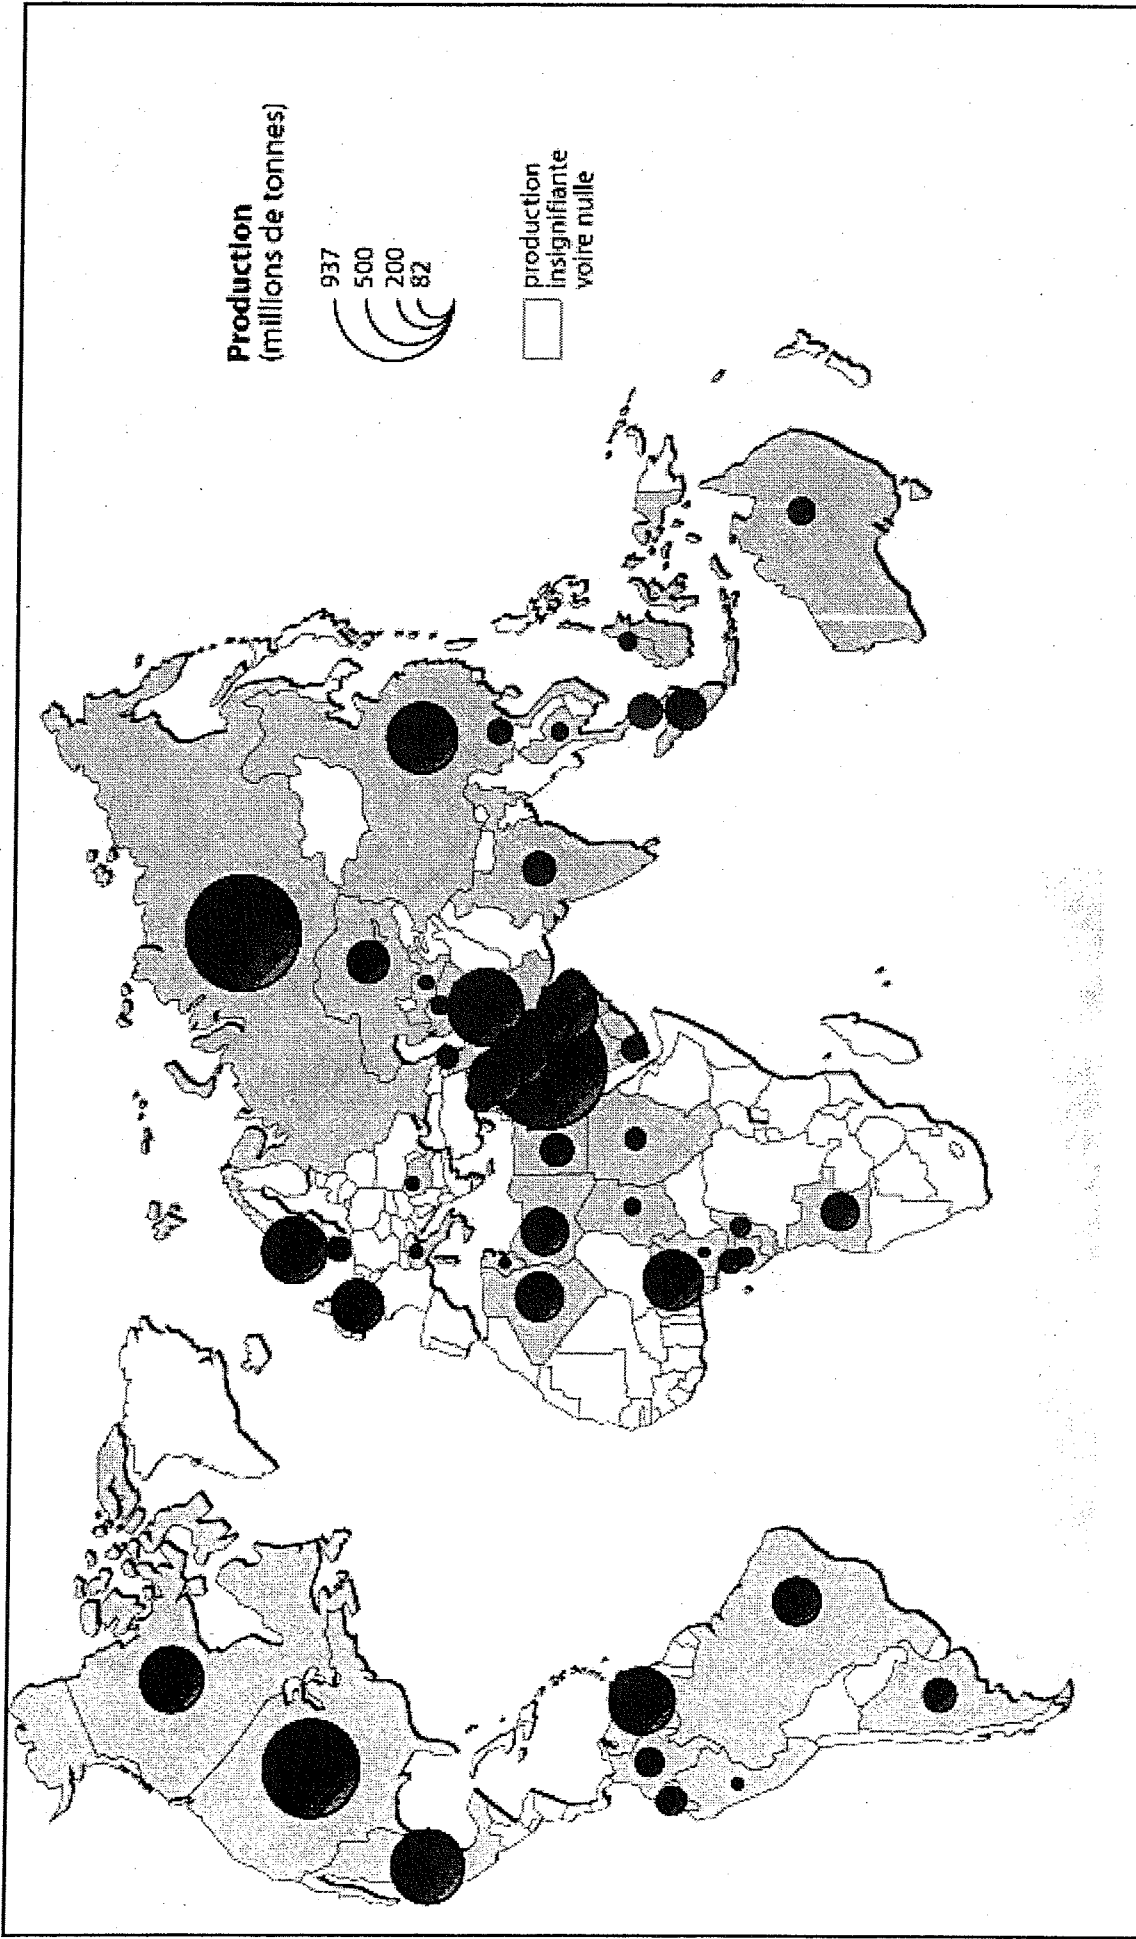 Production
(millions de tonnes)
937
500
200
82
production
insignifiante
voire nulle